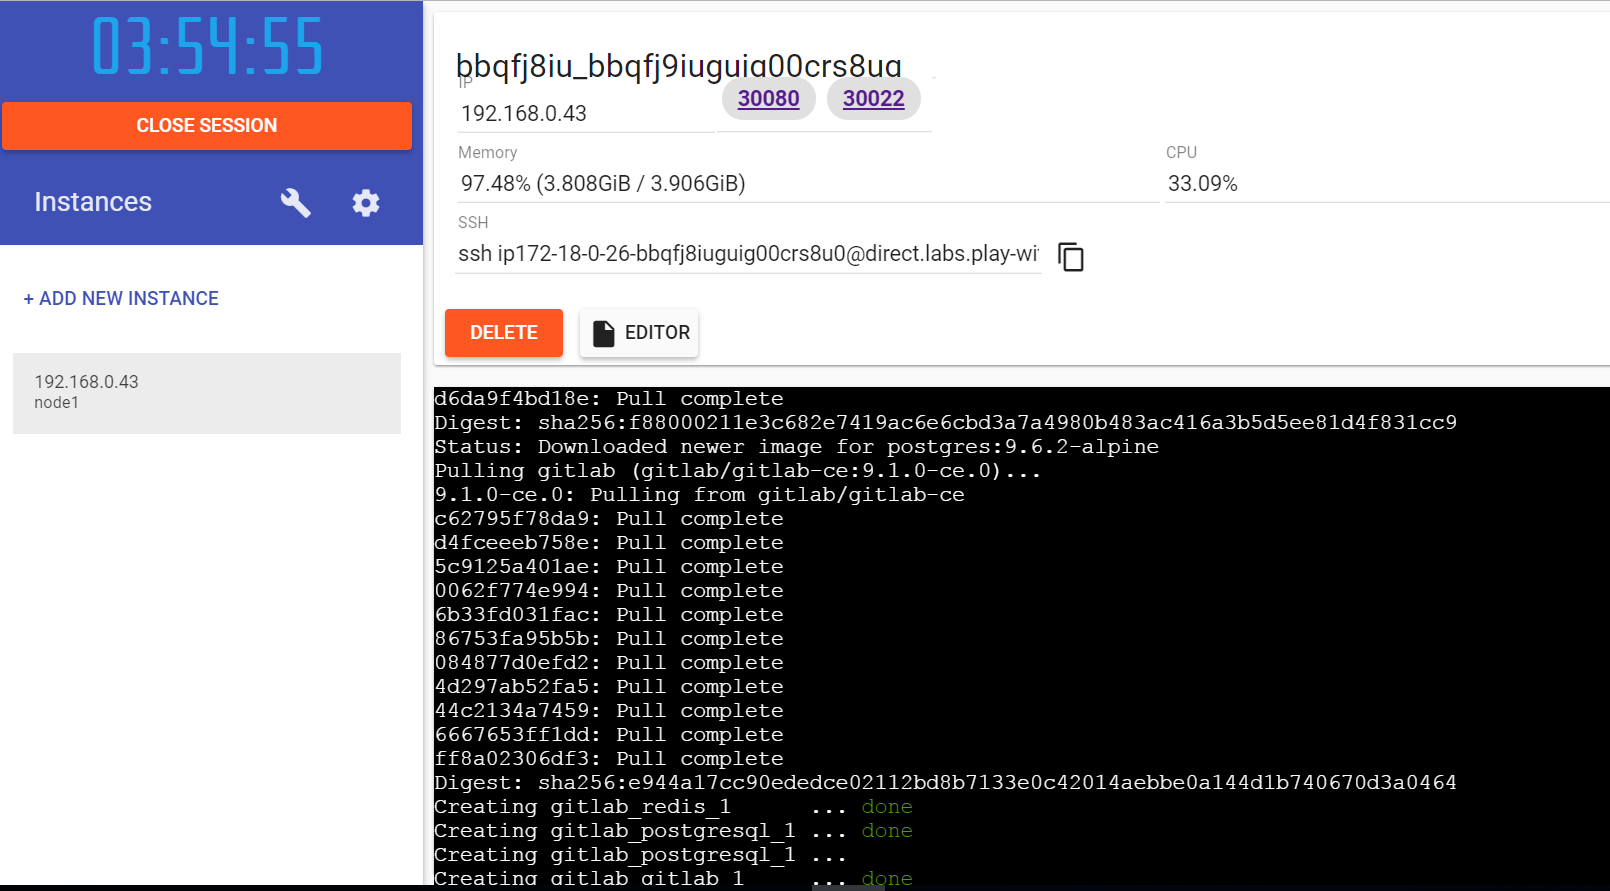 03:54:55
CLOSE SESSION
Instances
+ ADD NEW INSTANCE
192.168.0.43
node1
bbqfj8iu_bbqfj9iuguig00crs8ug
IP
192.168.0.43
30080 30022
Memory
97.48% (3.808GiB / 3.906GiB)
CPU
33.09%
SSH
ssh ip172-18-0-26-bbqfj8iuguig00crs8u0@direct.labs.play-wi
DELETE
EDITOR
d6da9f4bd18e: Pull complete
Digest: sha256:f88000211e3c682e7419ac6e6cbd3a7a4980b483ac416a3b5d5ee81d4f831cc9
Status: Downloaded newer image for postgres:9.6.2-alpine
Pulling gitlab (gitlab/gitlab-ce:9.1.0-ce.0)...
9.1.0-ce.0: Pulling from gitlab/gitlab-ce
c62795f78da9: Pull complete
d4fceeeb758e: Pull complete
5c9125a401ae: Pull complete
0062f774e994: Pull complete
6b33fd031fac: Pull complete
86753fa95b5b: Pull complete
084877d0efd2: Pull complete
4d297ab52fa5: Pull complete
44c2134a7459: Pull complete
6667653ff1dd: Pull complete
ff8a02306df3: Pull complete
Digest: sha256:e944a17cc90ededce02112bd8b7133e0c42014aebbe0a144d1b740670d3a0464
Creating gitlab_redis_1 ... done
Creating gitlab_postgresql_1 ... done
Creating gitlab_postgresql_1 ...
Creating gitlab_gitlab_1 ... done